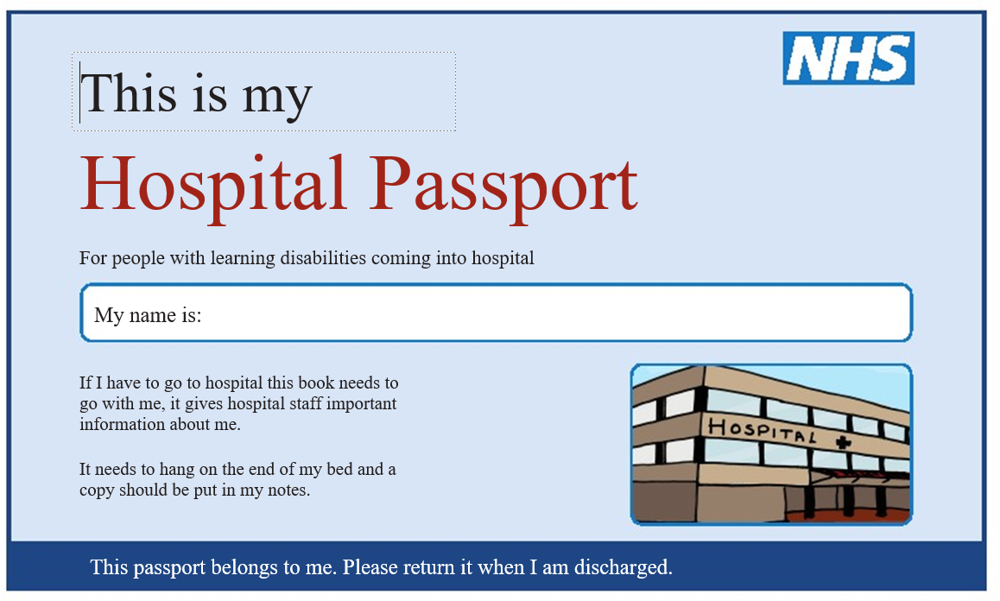 NHS
This is my
Hospital Passport
For people with learning disabilities coming into hospital
My name is:
If I have to go to hospital this book needs to
go with me, it gives hospital staff important
information about me.
It needs to hang on the end of my bed and a
copy should be put in my notes.
HOSPITAL
This passport belongs to me. Please return it when I am discharged.